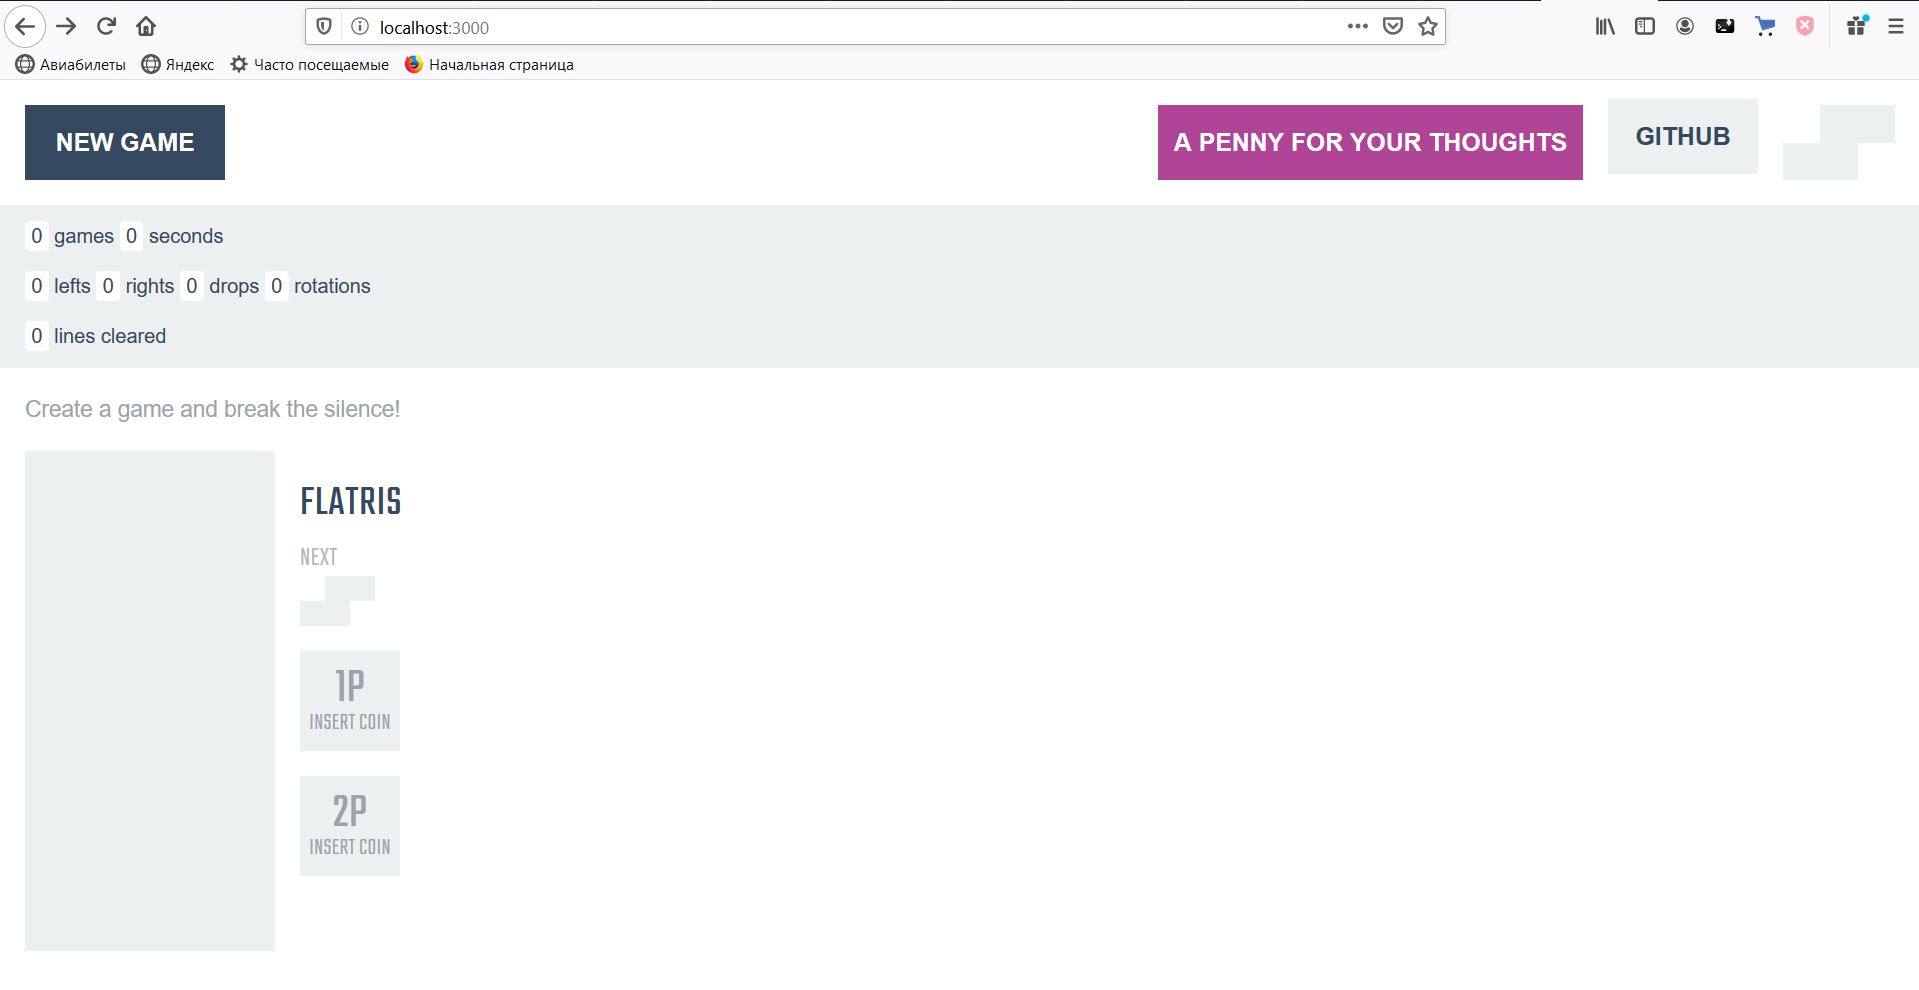 localhost:3000
Авиабилеты Яндекс Часто посещаемые Начальная страница
NEW GAME
A PENNY FOR YOUR THOUGHTS
GITHUB
0 games 0 seconds
0 lefts 0 rights 0 drops 0 rotations
0 lines cleared
Create a game and break the silence!
FLATRIS
NEXT
1P
INSERT COIN
2P
INSERT COIN